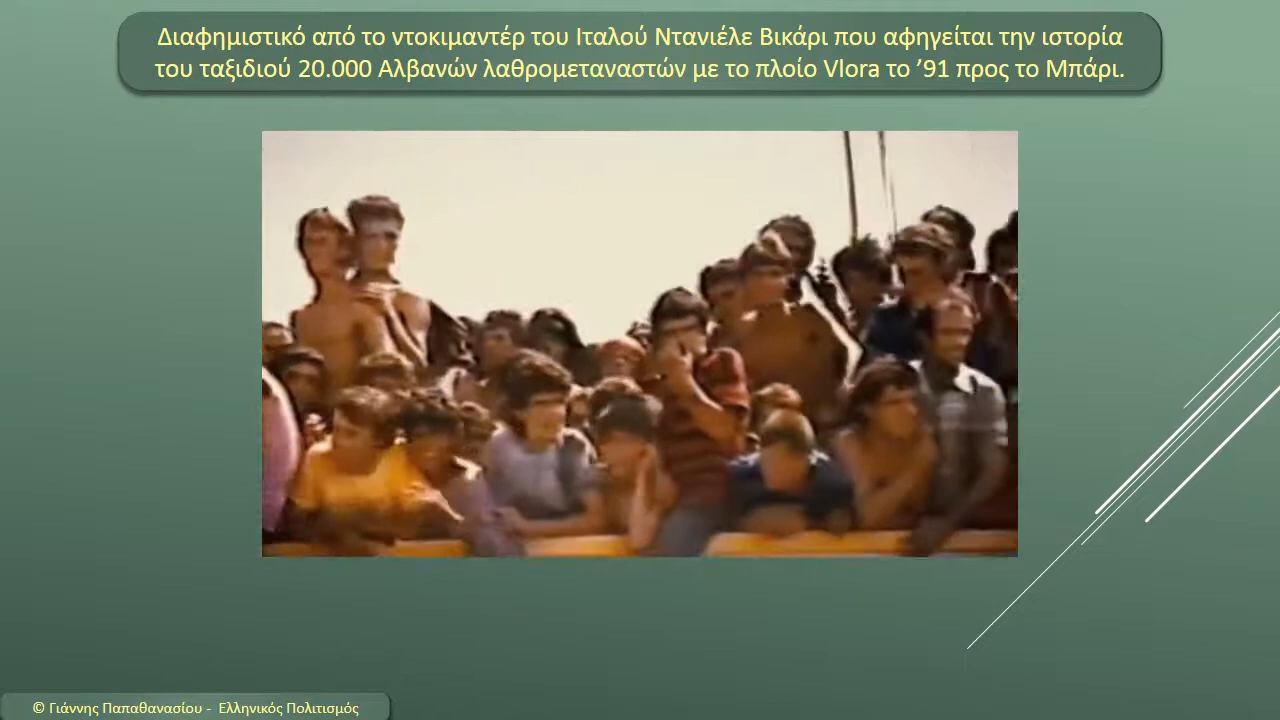 Διαφημιστικό από το ντοκιμαντέρ του Ιταλού Ντανιέλε Βικάρι που αφηγείται την ιστορία
του ταξιδιού 20.000 Αλβανών λαθρομεταναστών με το πλοίο Vlora το ’91 προς το Μπάρι.
© Γιάννης Παπαθανασίου - Ελληνικός Πολιτισμός